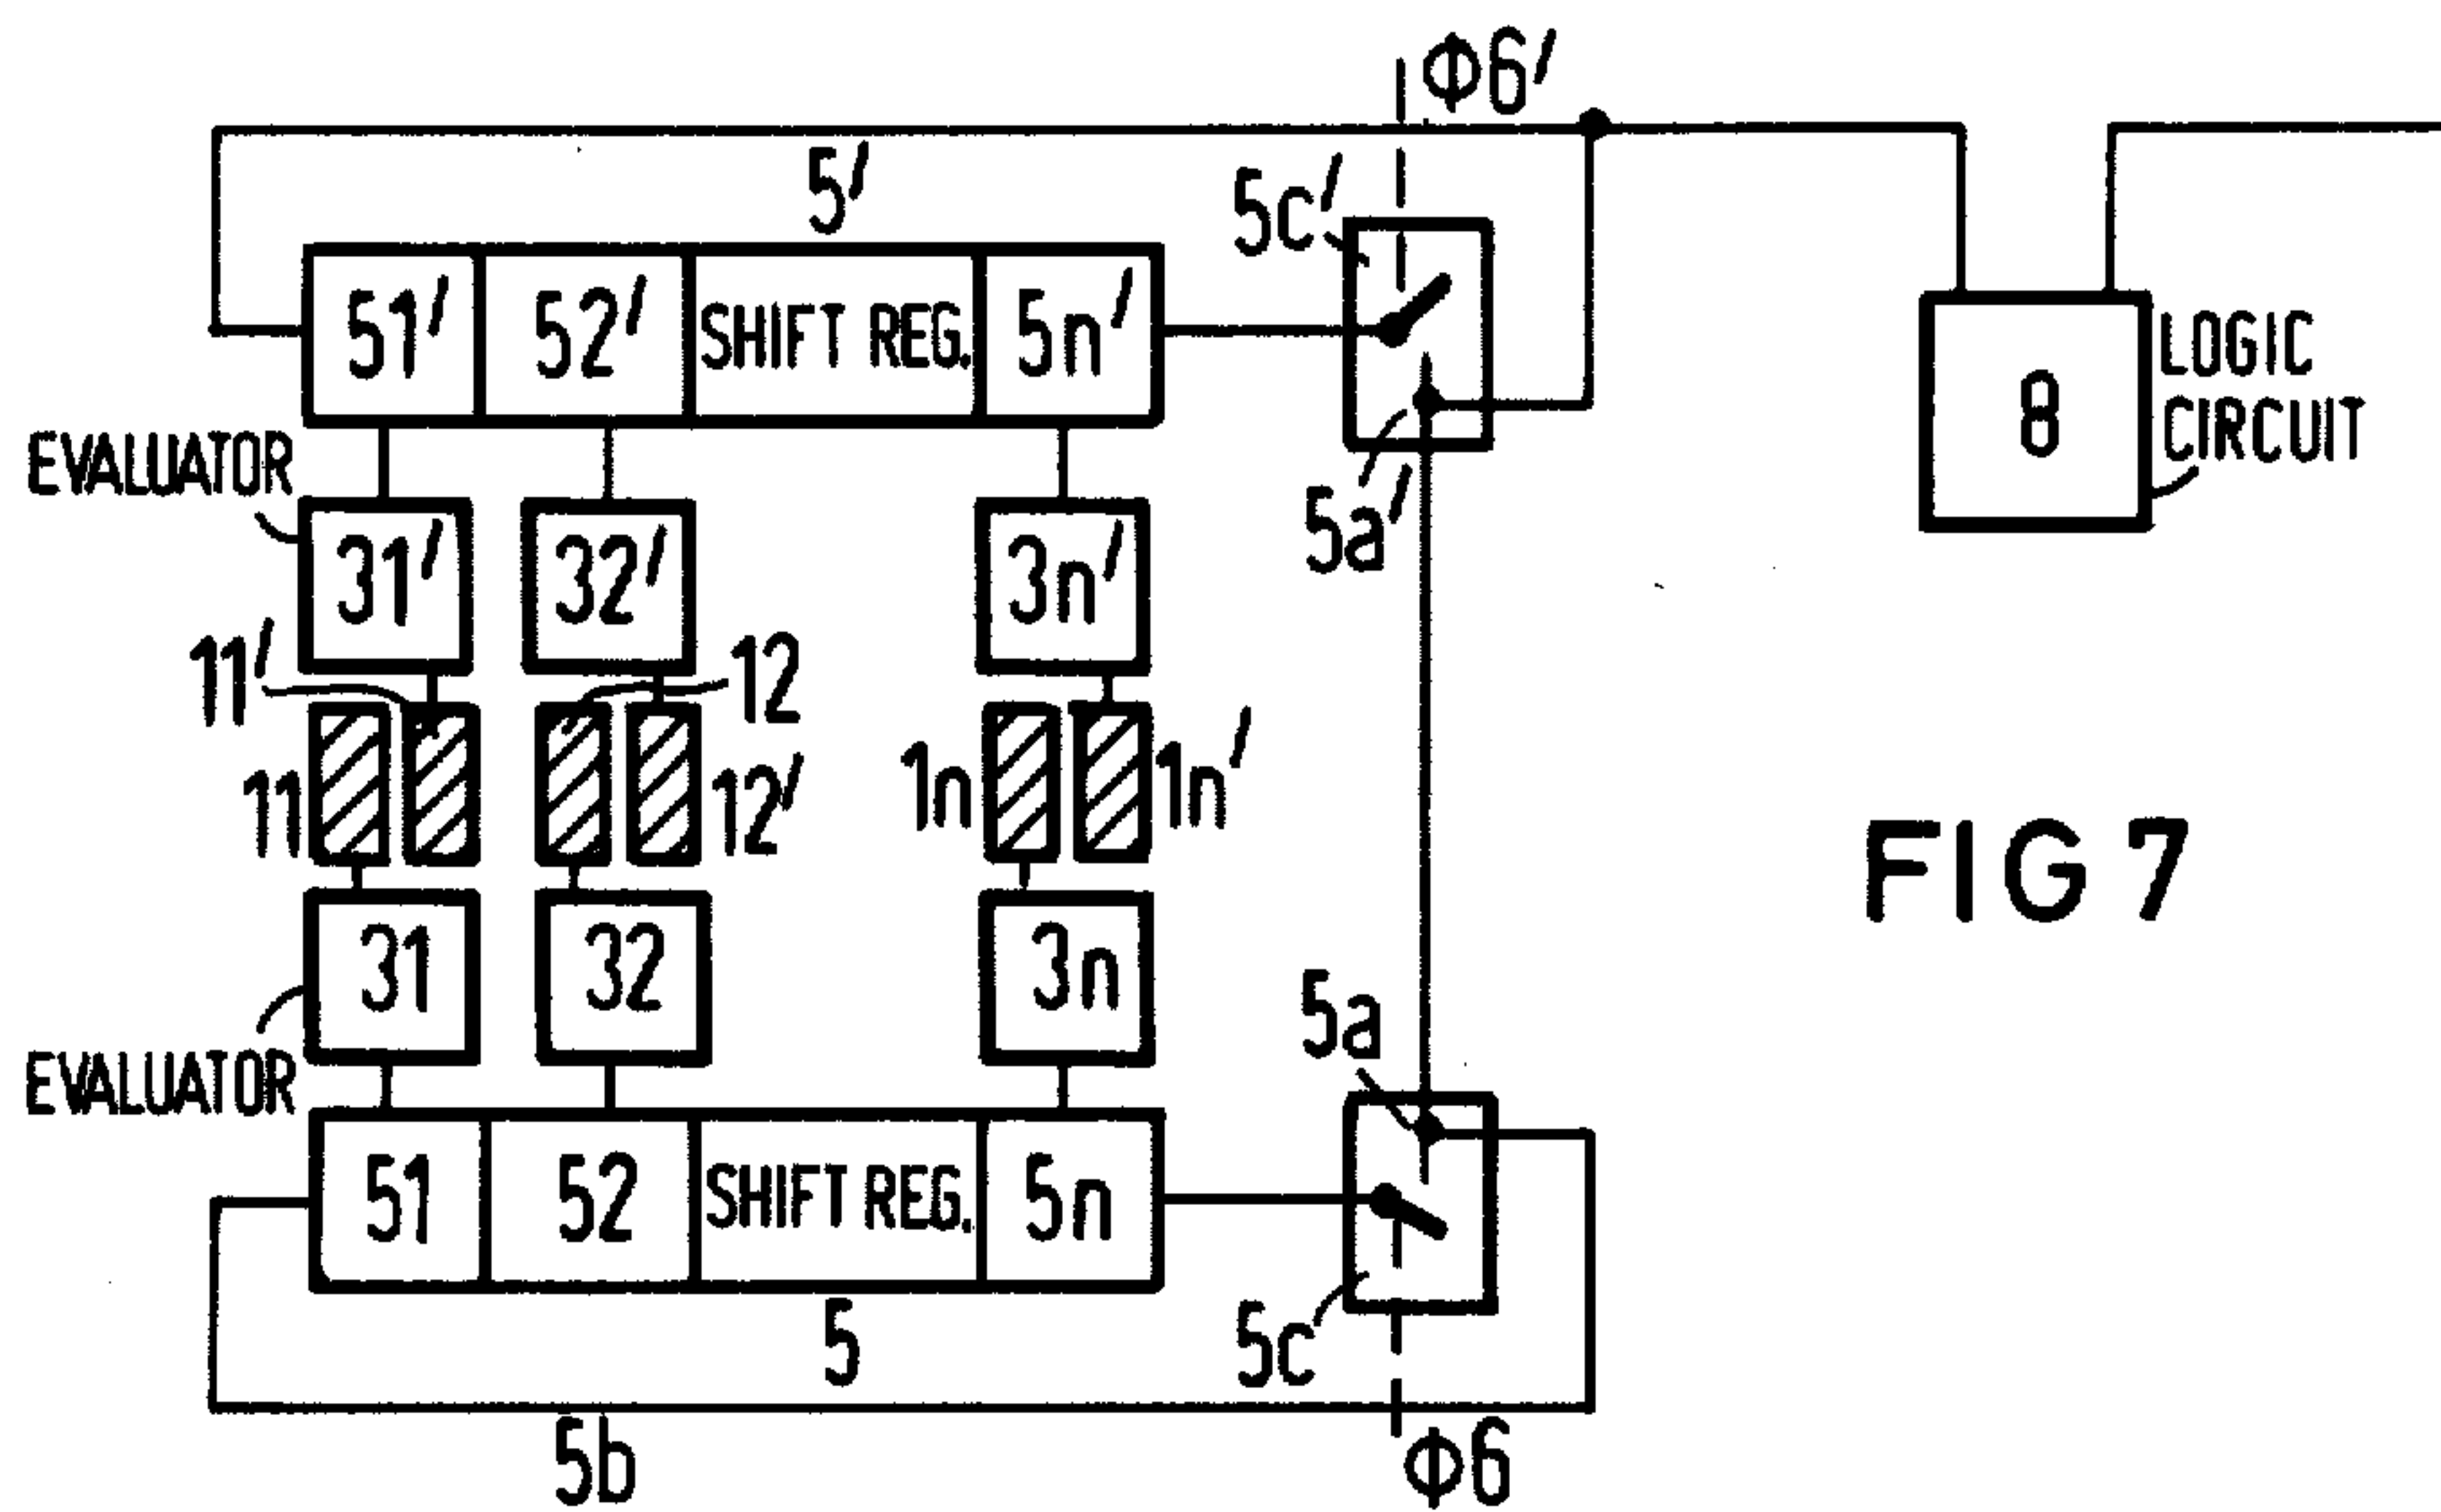 Φ6′
5′
5c′
51′ 52′ SHIFT REG. 5n′
LOGIC
CIRCUIT
8
EVALUATOR
5a′
31′ 32′ 3n′
11′ 12
11 12′ 1n 1n′
FIG 7
31 32 3n
5a
EVALUATOR
51 52 SHIFT REG. 5n
5
5c
5b
Φ6